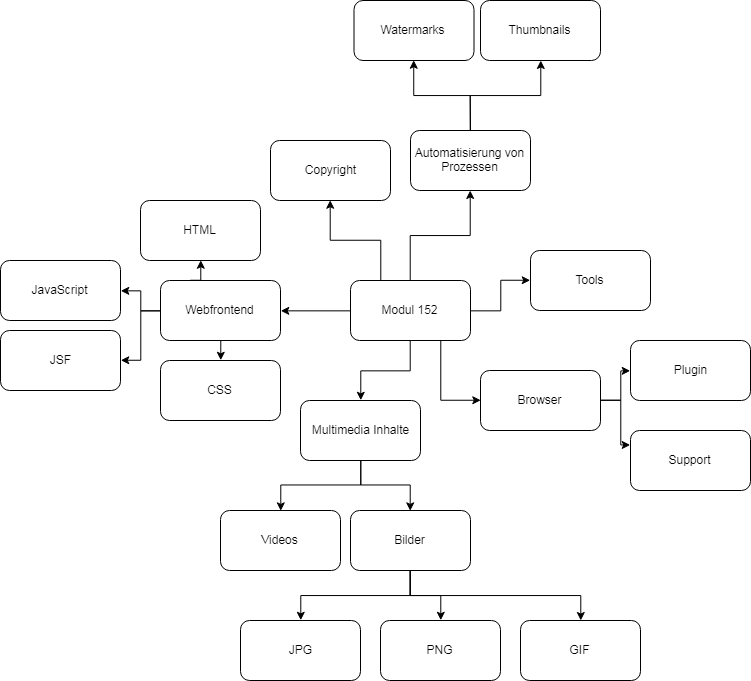 Watermarks
Thumbnails
Automatisierung von
Prozessen
Copyright
HTML
JavaScript
Webfrontend
Modul 152
Tools
JSF
CSS
Multimedia Inhalte
Browser
Plugin
Support
Videos
Bilder
JPG
PNG
GIF